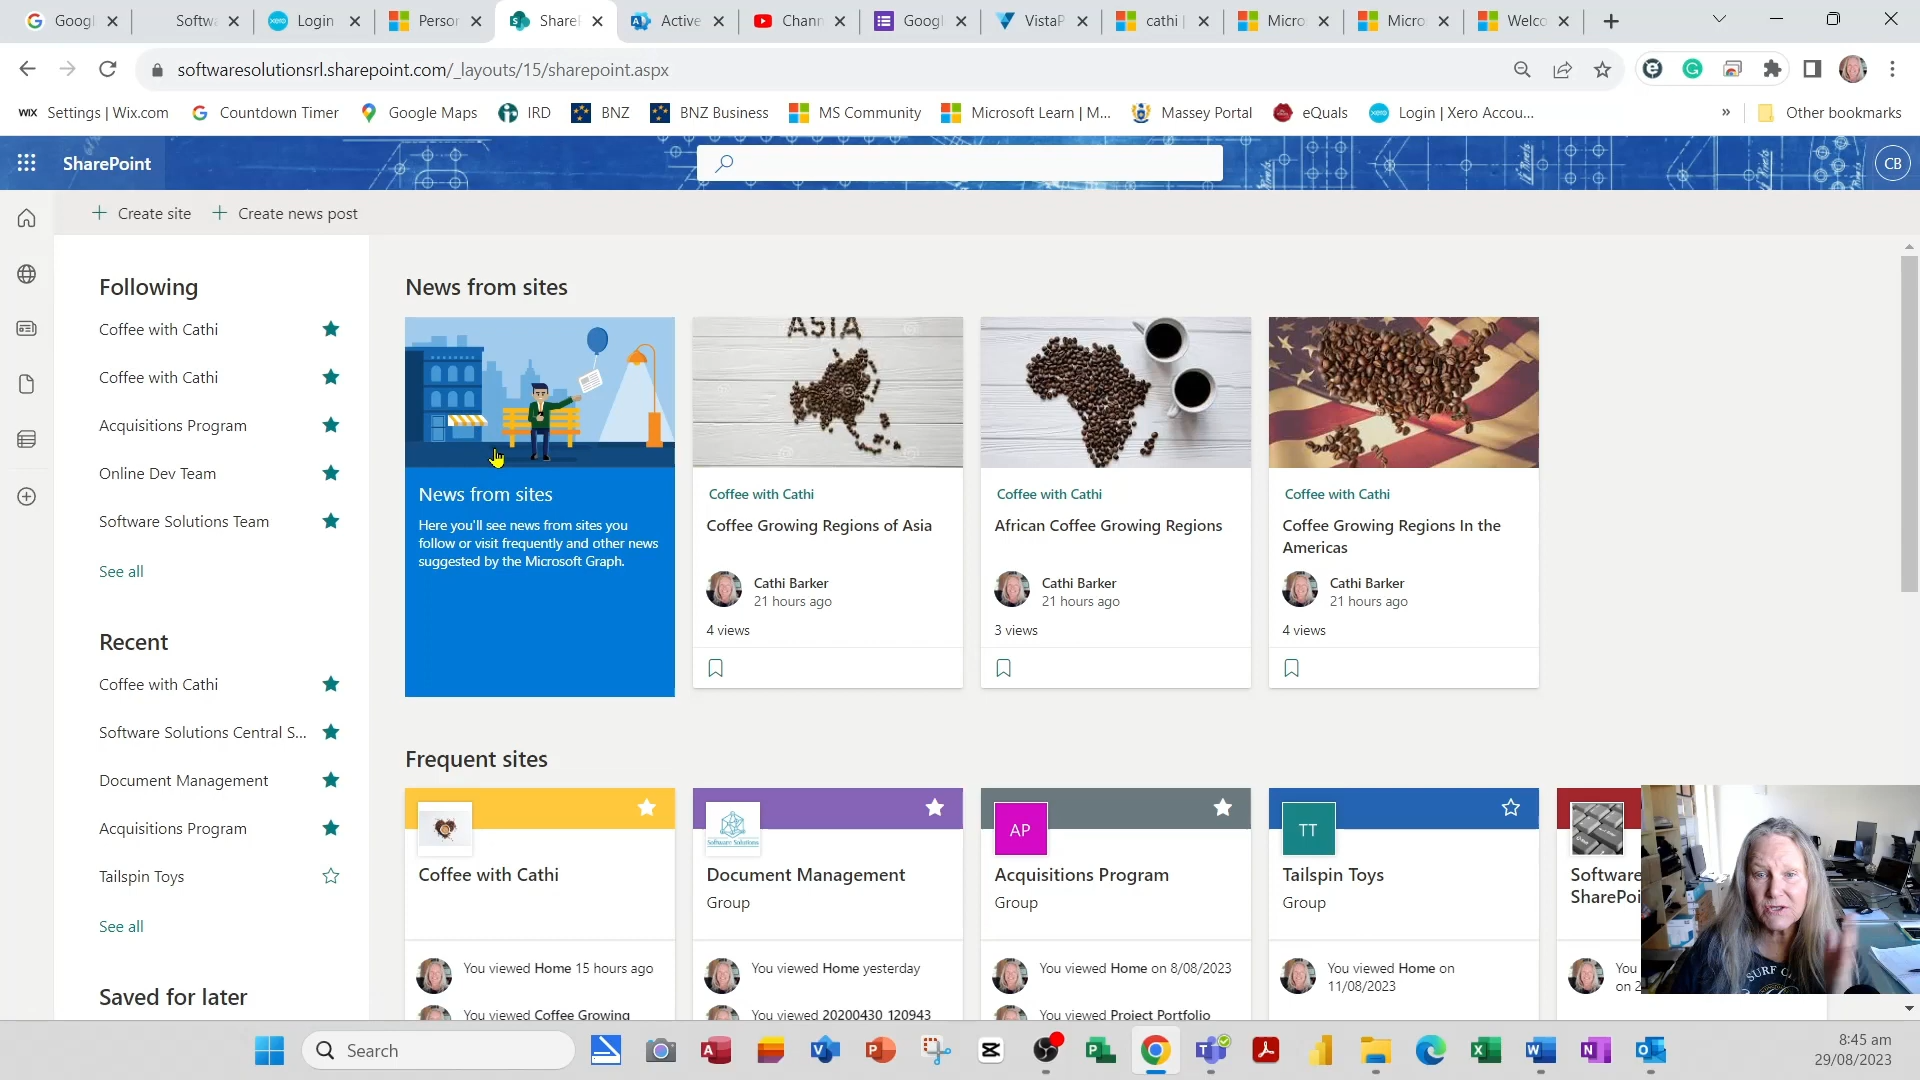 Googl
Softwa
Login
Person
ShareP
Active
Chann
Googl
VistaP
cathi |
Micro
Micro
Welco
softwaresolutionsrl.sharepoint.com/_layouts/15/sharepoint.aspx
WIX Settings | Wix.com
Countdown Timer
Google Maps
IRD
BNZ
BNZ Business
MS Community
Microsoft Learn | M...
Massey Portal
eQuals
Login | Xero Accou...
»
Other bookmarks
SharePoint
CB
+ Create site
+ Create news post
Following
Coffee with Cathi
Coffee with Cathi
Acquisitions Program
Online Dev Team
Software Solutions Team
See all
Recent
Coffee with Cathi
Software Solutions Central S...
Document Management
Acquisitions Program
Tailspin Toys
See all
Saved for later
News from sites
News from sites
Here you'll see news from sites you
follow or visit frequently and other news
suggested by the Microsoft Graph.
ASIA
Coffee with Cathi
Coffee Growing Regions of Asia
Cathi Barker
21 hours ago
4 views
Coffee with Cathi
African Coffee Growing Regions
Cathi Barker
21 hours ago
3 views
Coffee with Cathi
Coffee Growing Regions In the
Americas
Cathi Barker
21 hours ago
4 views
Frequent sites
Coffee with Cathi
You viewed Home 15 hours ago
You viewed Coffee Growing
Software Solutions
Document Management
Group
You viewed Home yesterday
You viewed 20200430 120943
AP
Acquisitions Program
Group
You viewed Home on 8/08/2023
You viewed Project Portfolio
TT
Tailspin Toys
Group
You viewed Home on
11/08/2023
Software
SharePoi
You
on 2
SURF
Search
8:45 am
29/08/2023